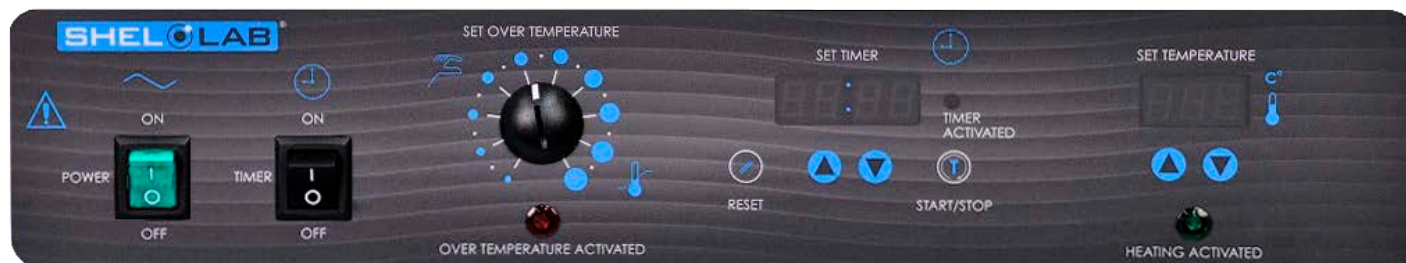 SHEL LAB®
SET OVER TEMPERATURE
SET TIMER
SET TEMPERATURE
C°
ON
ON
TIMER
ACTIVATED
POWER
I
O
TIMER
I
O
RESET
START/STOP
OFF
OFF
OVER TEMPERATURE ACTIVATED
HEATING ACTIVATED